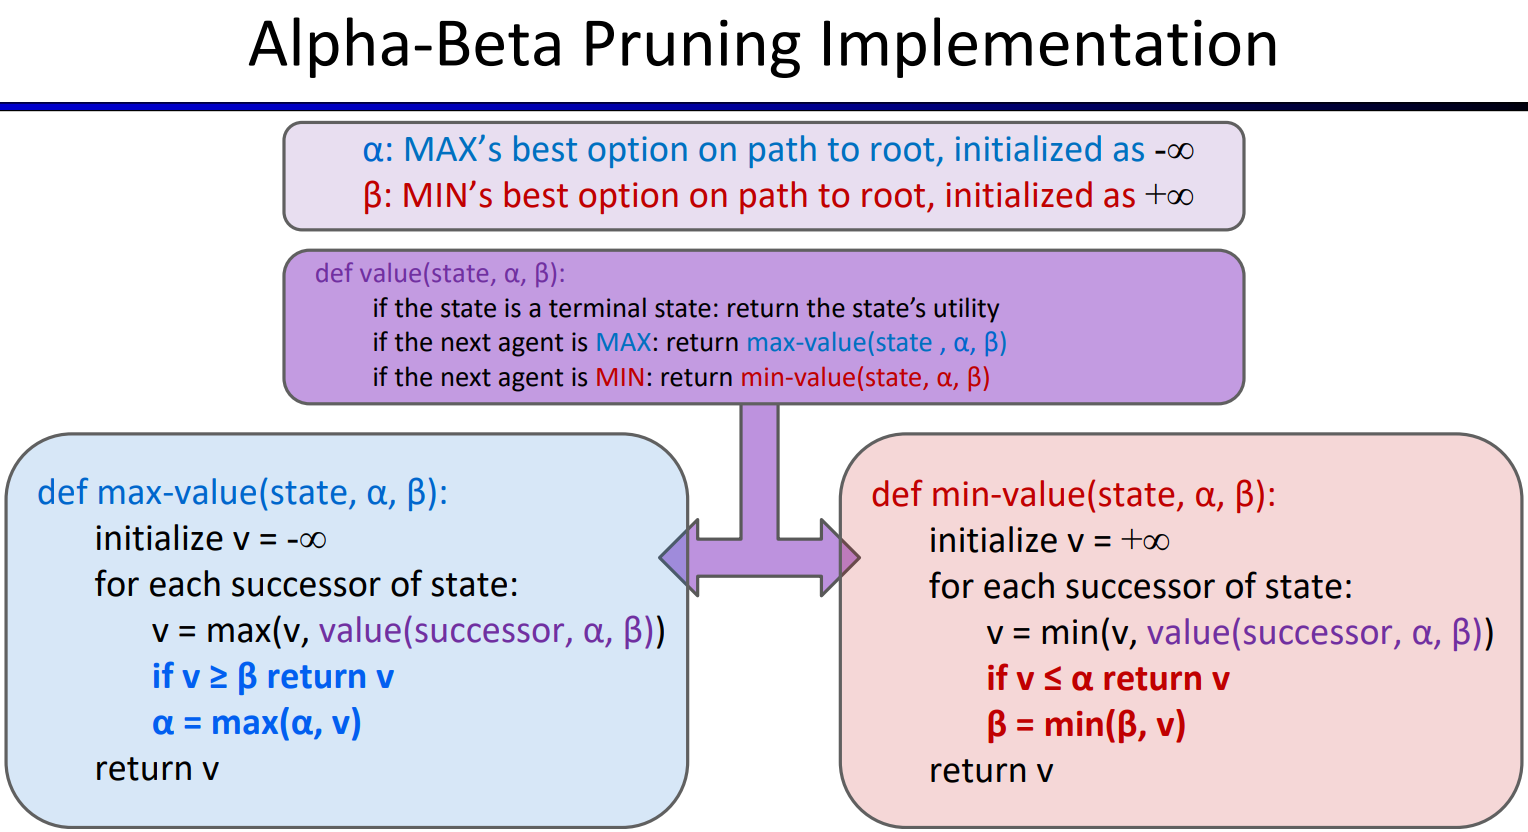 Alpha-Beta Pruning Implementation
α: MAX’s best option on path to root, initialized as -∞
β: MIN’s best option on path to root, initialized as +∞
def value(state, α, β):
if the state is a terminal state: return the state’s utility
if the next agent is MAX: return max-value(state , α, β)
if the next agent is MIN: return min-value(state, α, β)
def max-value(state, α, β):
initialize v = -∞
for each successor of state:
v = max(v, value(successor, α, β))
if v ≥ β return v
α = max(α, v)
return v
def min-value(state, α, β):
initialize v = +∞
for each successor of state:
v = min(v, value(successor, α, β))
if v ≤ α return v
β = min(β, v)
return v